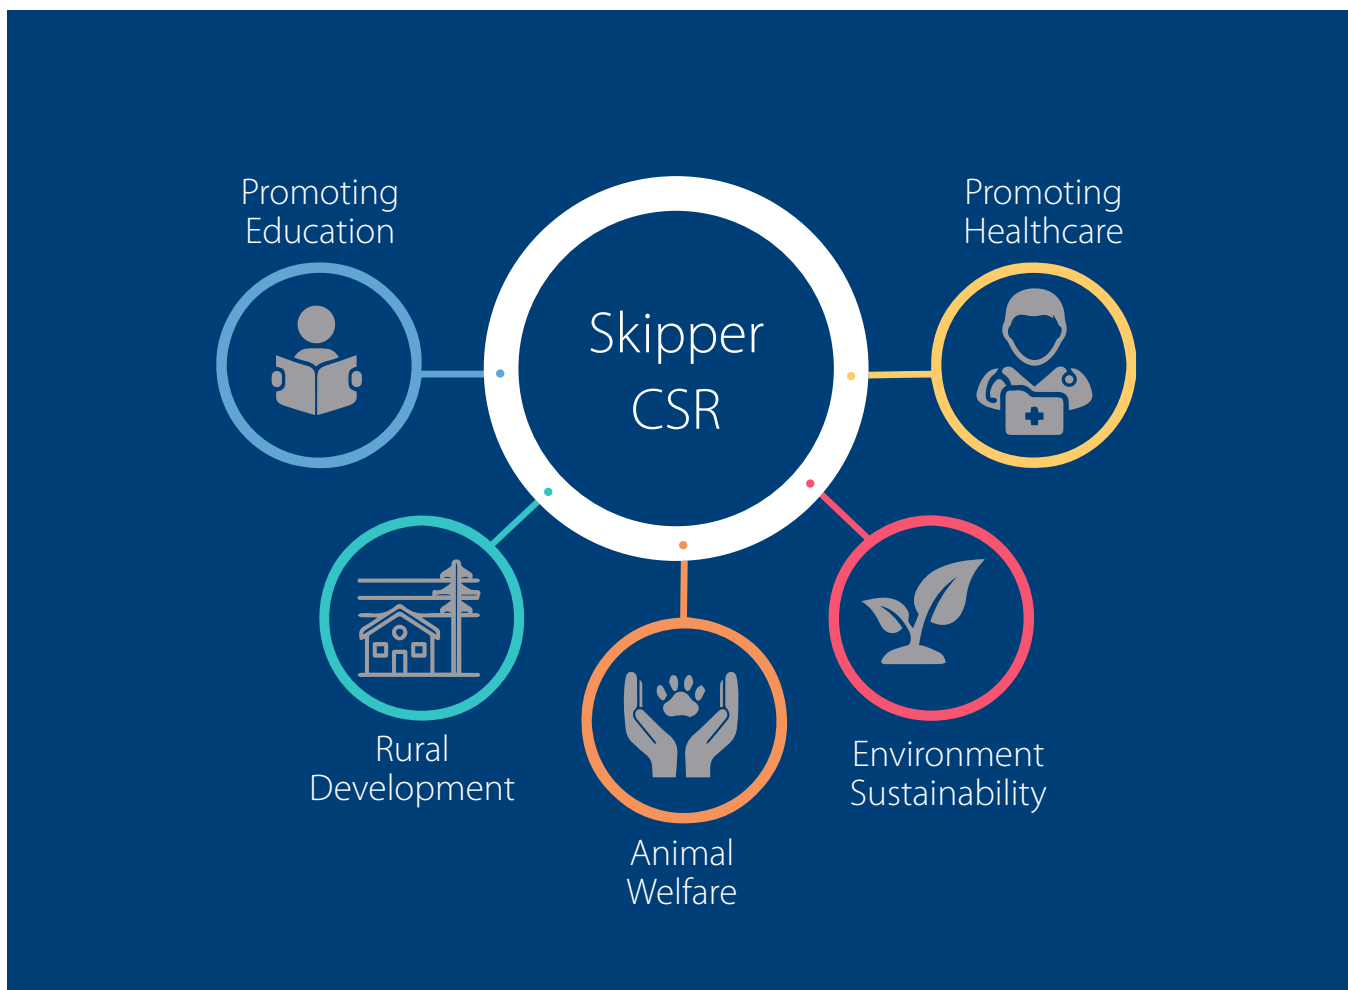 Promoting
Education
Promoting
Healthcare
Skipper
CSR
Rural
Development
Environment
Sustainability
Animal
Welfare